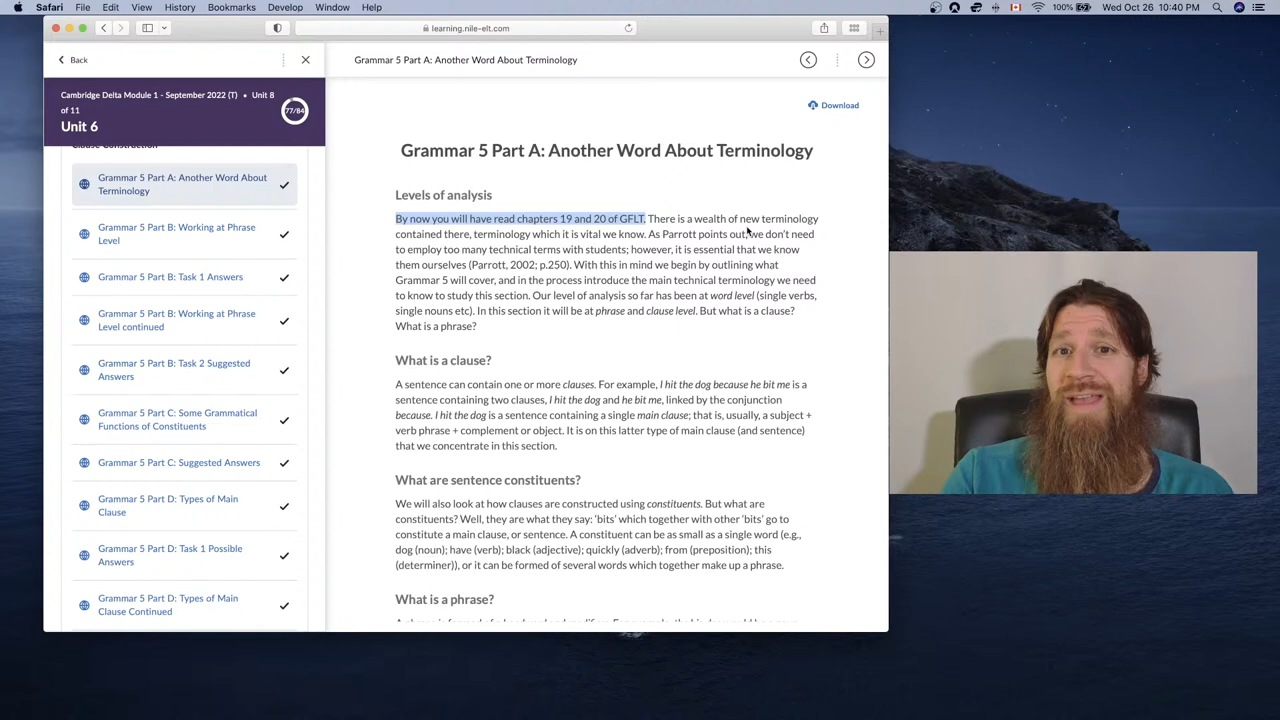 Safari File Edit View History Bookmarks Develop Window Help
100% Wed Oct 26 10:40 PM
learning.nile-elt.com
Back
Grammar 5 Part A: Another Word About Terminology
Cambridge Delta Module 1 - September 2022 (T) • Unit 8 of 11
Unit 6
77/84
Clause Construction
Grammar 5 Part A: Another Word About Terminology
Grammar 5 Part B: Working at Phrase Level
Grammar 5 Part B: Task 1 Answers
Grammar 5 Part B: Working at Phrase Level continued
Grammar 5 Part B: Task 2 Suggested Answers
Grammar 5 Part C: Some Grammatical Functions of Constituents
Grammar 5 Part C: Suggested Answers
Grammar 5 Part D: Types of Main Clause
Grammar 5 Part D: Task 1 Possible Answers
Grammar 5 Part D: Types of Main Clause Continued
Download
Grammar 5 Part A: Another Word About Terminology
Levels of analysis
By now you will have read chapters 19 and 20 of GFLT. There is a wealth of new terminology
contained there, terminology which it is vital we know. As Parrott points out, we don't need
to employ too many technical terms with students; however, it is essential that we know
them ourselves (Parrott, 2002; p.250). With this in mind we begin by outlining what
Grammar 5 will cover, and in the process introduce the main technical terminology we need
to know to study this section. Our level of analysis so far has been at word level (single verbs,
single nouns etc). In this section it will be at phrase and clause level. But what is a clause?
What is a phrase?
What is a clause?
A sentence can contain one or more clauses. For example, I hit the dog because he bit me is a
sentence containing two clauses, I hit the dog and he bit me, linked by the conjunction
because. I hit the dog is a sentence containing a single main clause; that is, usually, a subject +
verb phrase + complement or object. It is on this latter type of main clause (and sentence)
that we concentrate in this section.
What are sentence constituents?
We will also look at how clauses are constructed using constituents. But what are
constituents? Well, they are what they say: 'bits' which together with other 'bits' go to
constitute a main clause, or sentence. A constituent can be as small as a single word (e.g.,
dog (noun); have (verb); black (adjective); quickly (adverb); from (preposition); this
(determiner)), or it can be formed of several words which together make up a phrase.
What is a phrase?